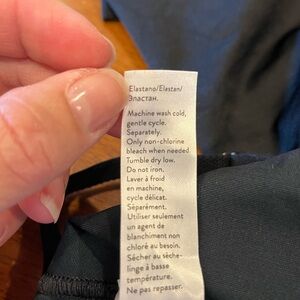 Elastano/Elastan/
Эластан.
Machine wash cold,
gentle cycle.
Separately.
Only non-chlorine
bleach when needed.
Tumble dry low.
Do not iron.
Laver à froid
en machine,
cycle délicat.
Séparément.
Utiliser seulement
un agent de
blanchiment non
chloré au besoin.
Sécher au sèche-
linge à basse
température.
Ne pas repasser.